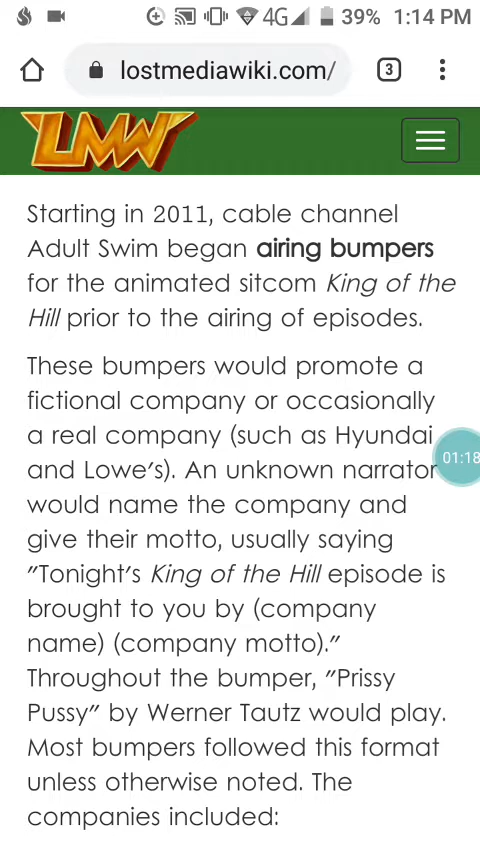 4G 39% 1:14 PM
lostmediawiki.com/ 3
LMW
Starting in 2011, cable channel
Adult Swim began airing bumpers
for the animated sitcom King of the
Hill prior to the airing of episodes.
These bumpers would promote a
fictional company or occasionally
a real company (such as Hyundai
and Lowe's). An unknown narrator
01:18
would name the company and
give their motto, usually saying
"Tonight's King of the Hill episode is
brought to you by (company
name) (company motto)."
Throughout the bumper, "Prissy
Pussy" by Werner Tautz would play.
Most bumpers followed this format
unless otherwise noted. The
companies included: